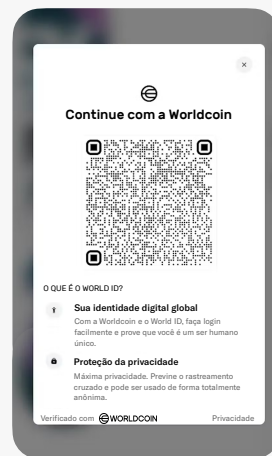 Continue com a Worldcoin
O QUE É O WORLD ID?
Sua identidade digital global
Com a Worldcoin e o World ID, faça login
facilmente e prove que você é um ser humano
único.
Proteção da privacidade
Máxima privacidade. Previne o rastreamento
cruzado e pode ser usado de forma totalmente
anônima.
Verificado com WORLDCOIN Privacidade